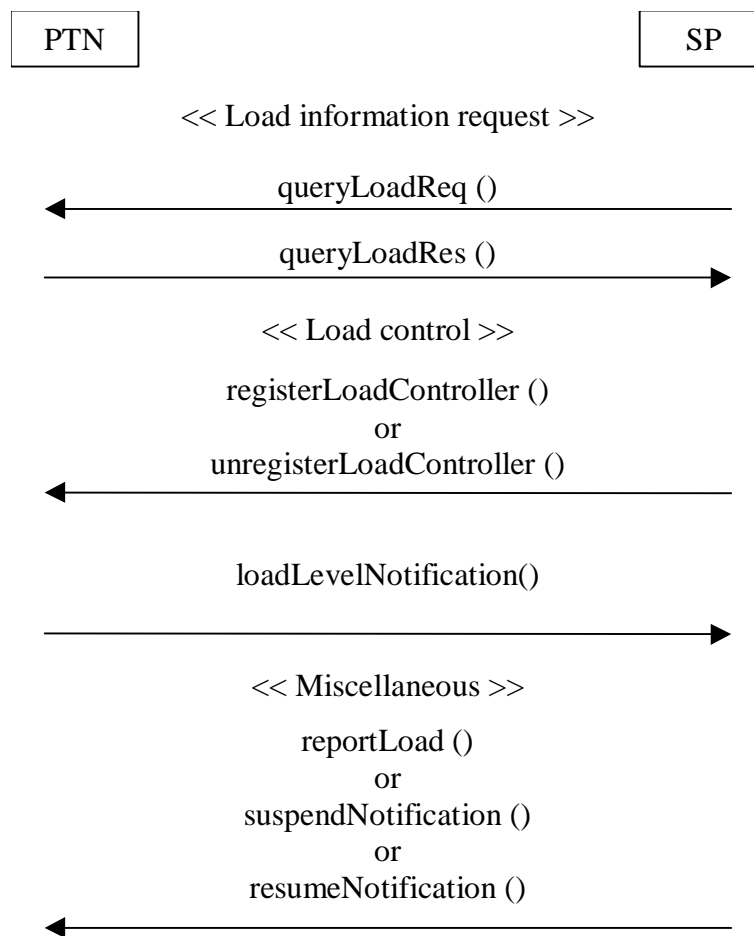 PTN
SP
<< Load information request >>
queryLoadReq ()
queryLoadRes ()
<< Load control >>
registerLoadController ()
or
unregisterLoadController ()
loadLevelNotification()
<< Miscellaneous >>
reportLoad ()
or
suspendNotification ()
or
resumeNotification ()